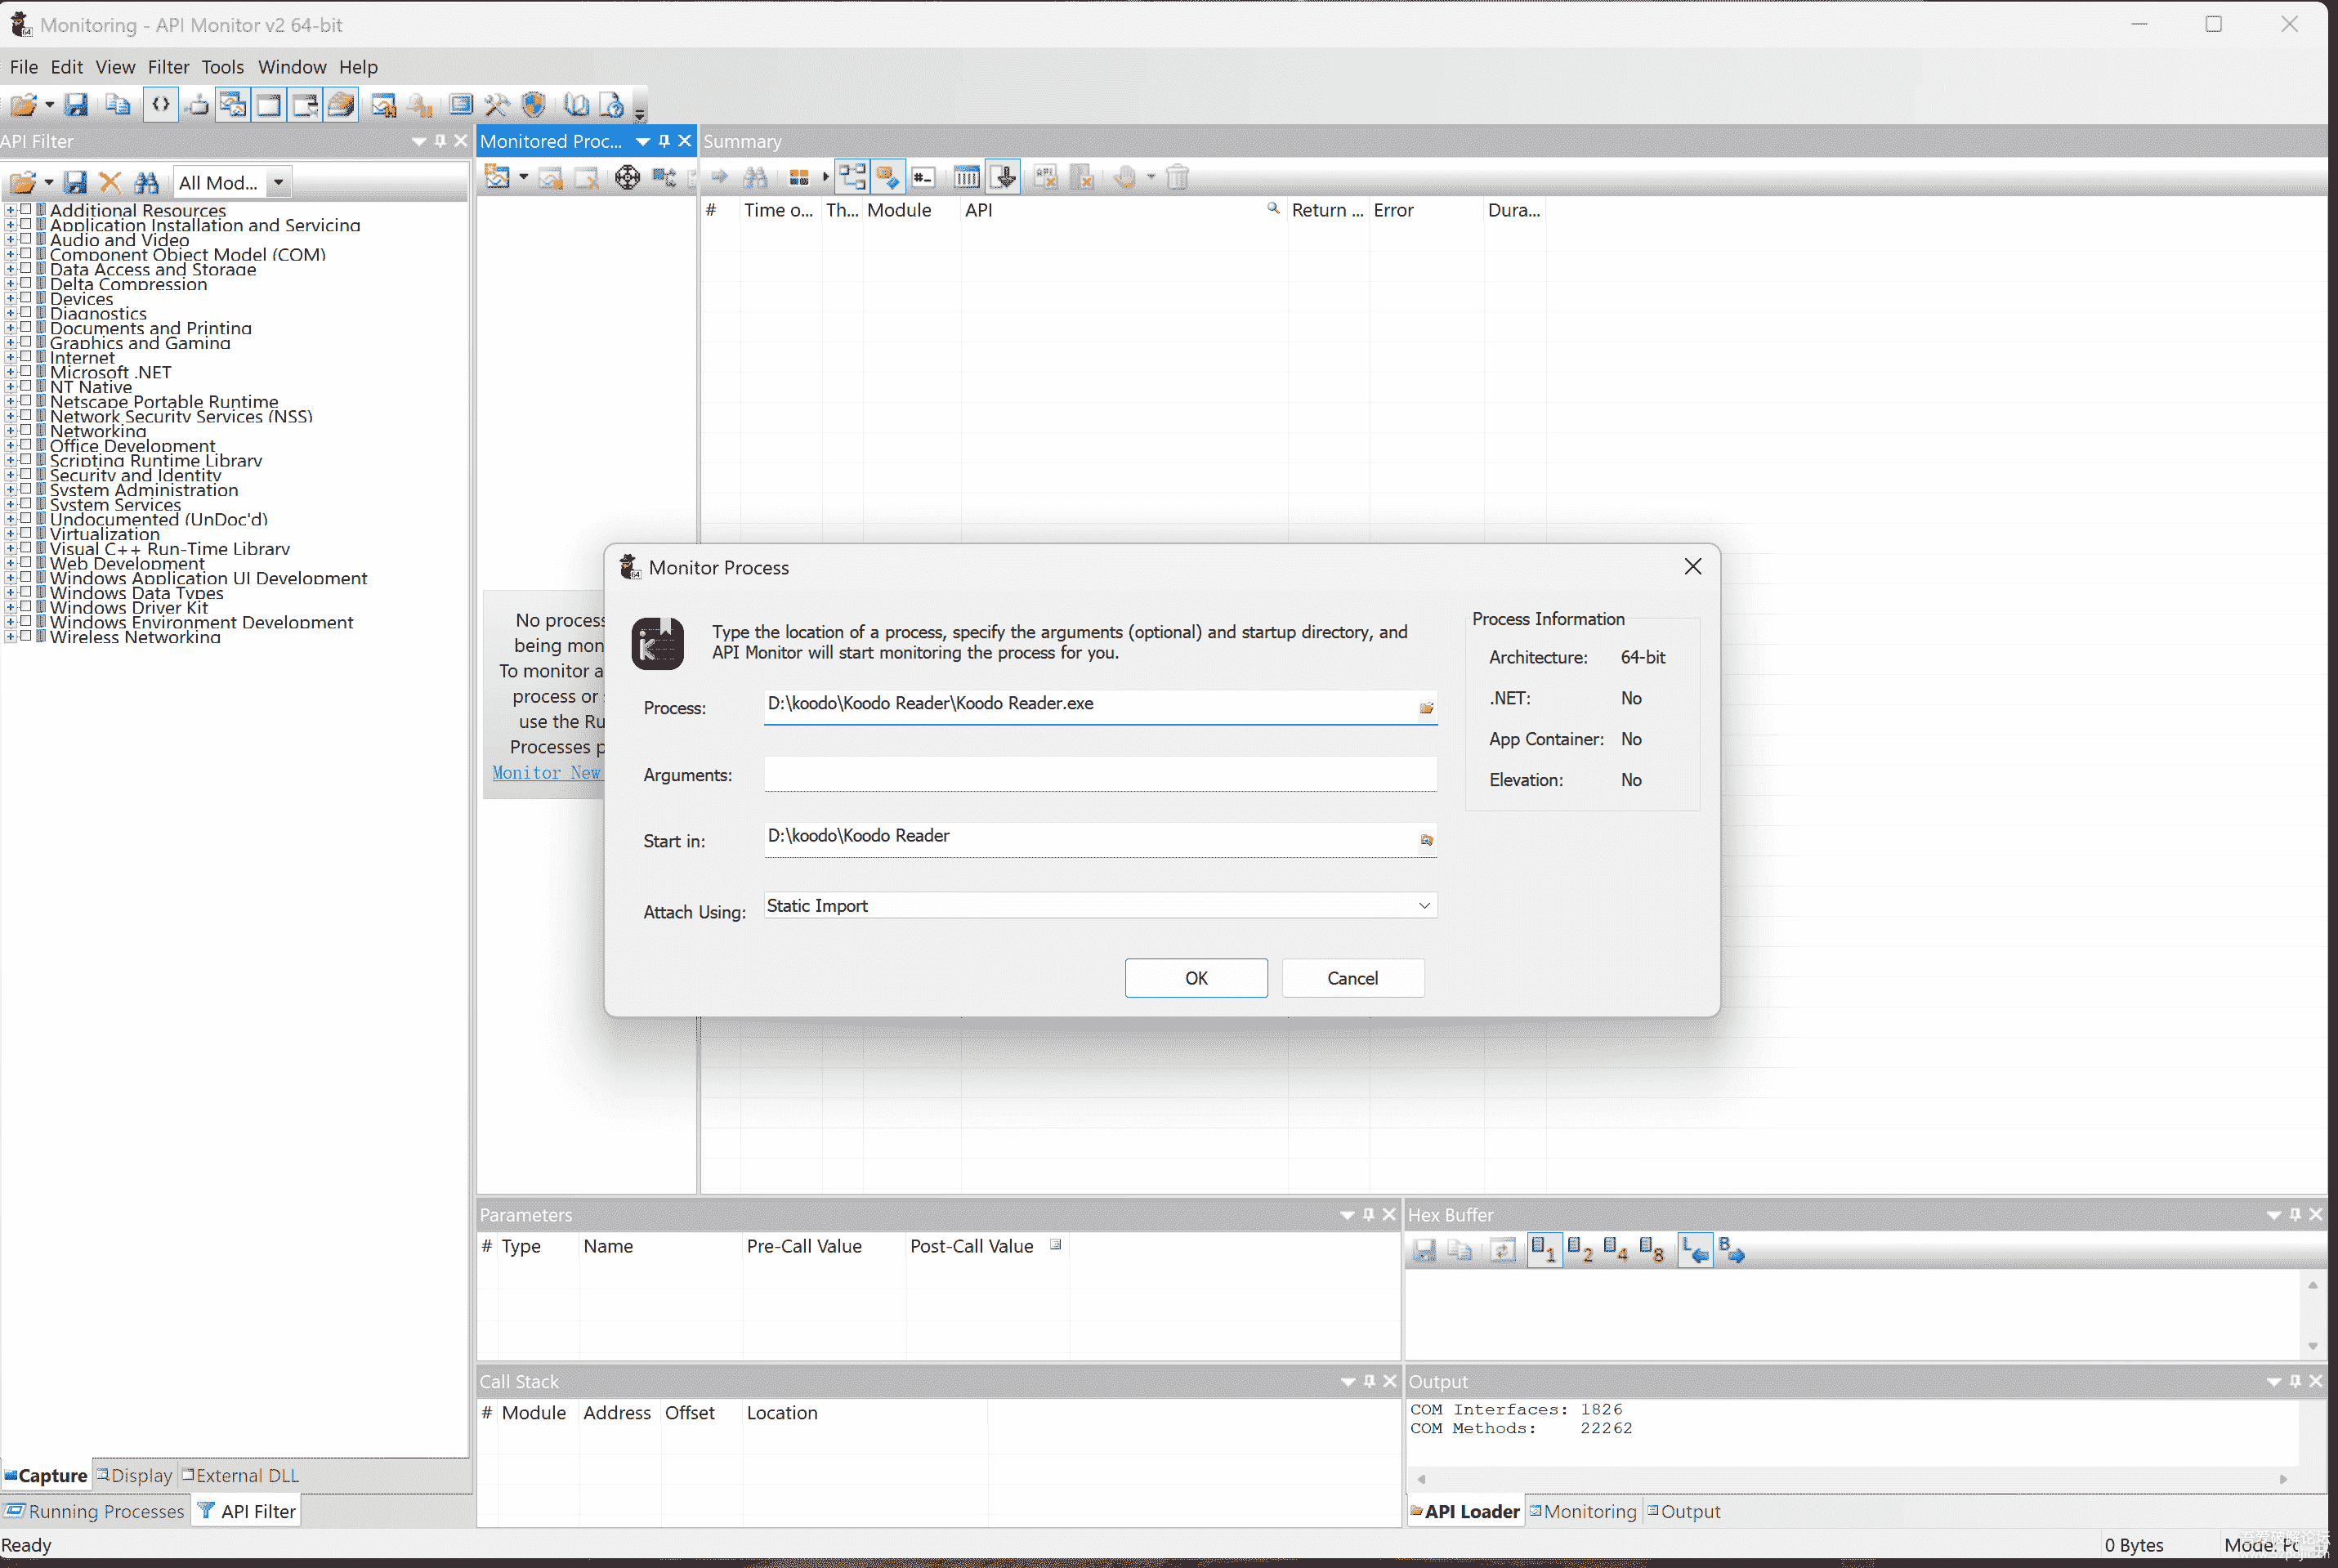 Monitoring - API Monitor v2 64-bit
File Edit View Filter Tools Window Help
API Filter
All Mod...
Additional Resources
Application Installation and Servicing
Audio and Video
Component Object Model (COM)
Data Access and Storage
Delta Compression
Devices
Diagnostics
Documents and Printing
Graphics and Gaming
Internet
Microsoft .NET
NT Native
Netscape Portable Runtime
Network Security Services (NSS)
Networking
Office Development
Scripting Runtime Library
Security and Identity
System Administration
System Services
Undocumented (UnDoc'd)
Virtualization
Visual C++ Run-Time Library
Web Development
Windows Application UI Development
Windows Data Types
Windows Driver Kit
Windows Environment Development
Wireless Networking
Capture Display External DLL
Running Processes API Filter
Monitored Proc...
No process
being mon
To monitor a
process or
use the Ru
Processes p
Monitor New
Summary
# Time o... Th... Module API Return ... Error Dura...
Monitor Process
Type the location of a process, specify the arguments (optional) and startup directory, and
API Monitor will start monitoring the process for you.
Process: D:\koodo\Koodo Reader\Koodo Reader.exe
Arguments:
Start in: D:\koodo\Koodo Reader
Attach Using: Static Import
OK Cancel
Process Information
Architecture: 64-bit
.NET: No
App Container: No
Elevation: No
Parameters
# Type Name Pre-Call Value Post-Call Value
Call Stack
# Module Address Offset Location
Hex Buffer
1 2 4 8 L B
Output
COM Interfaces: 1826
COM Methods: 22262
API Loader Monitoring Output
Ready
0 Bytes
Mode: